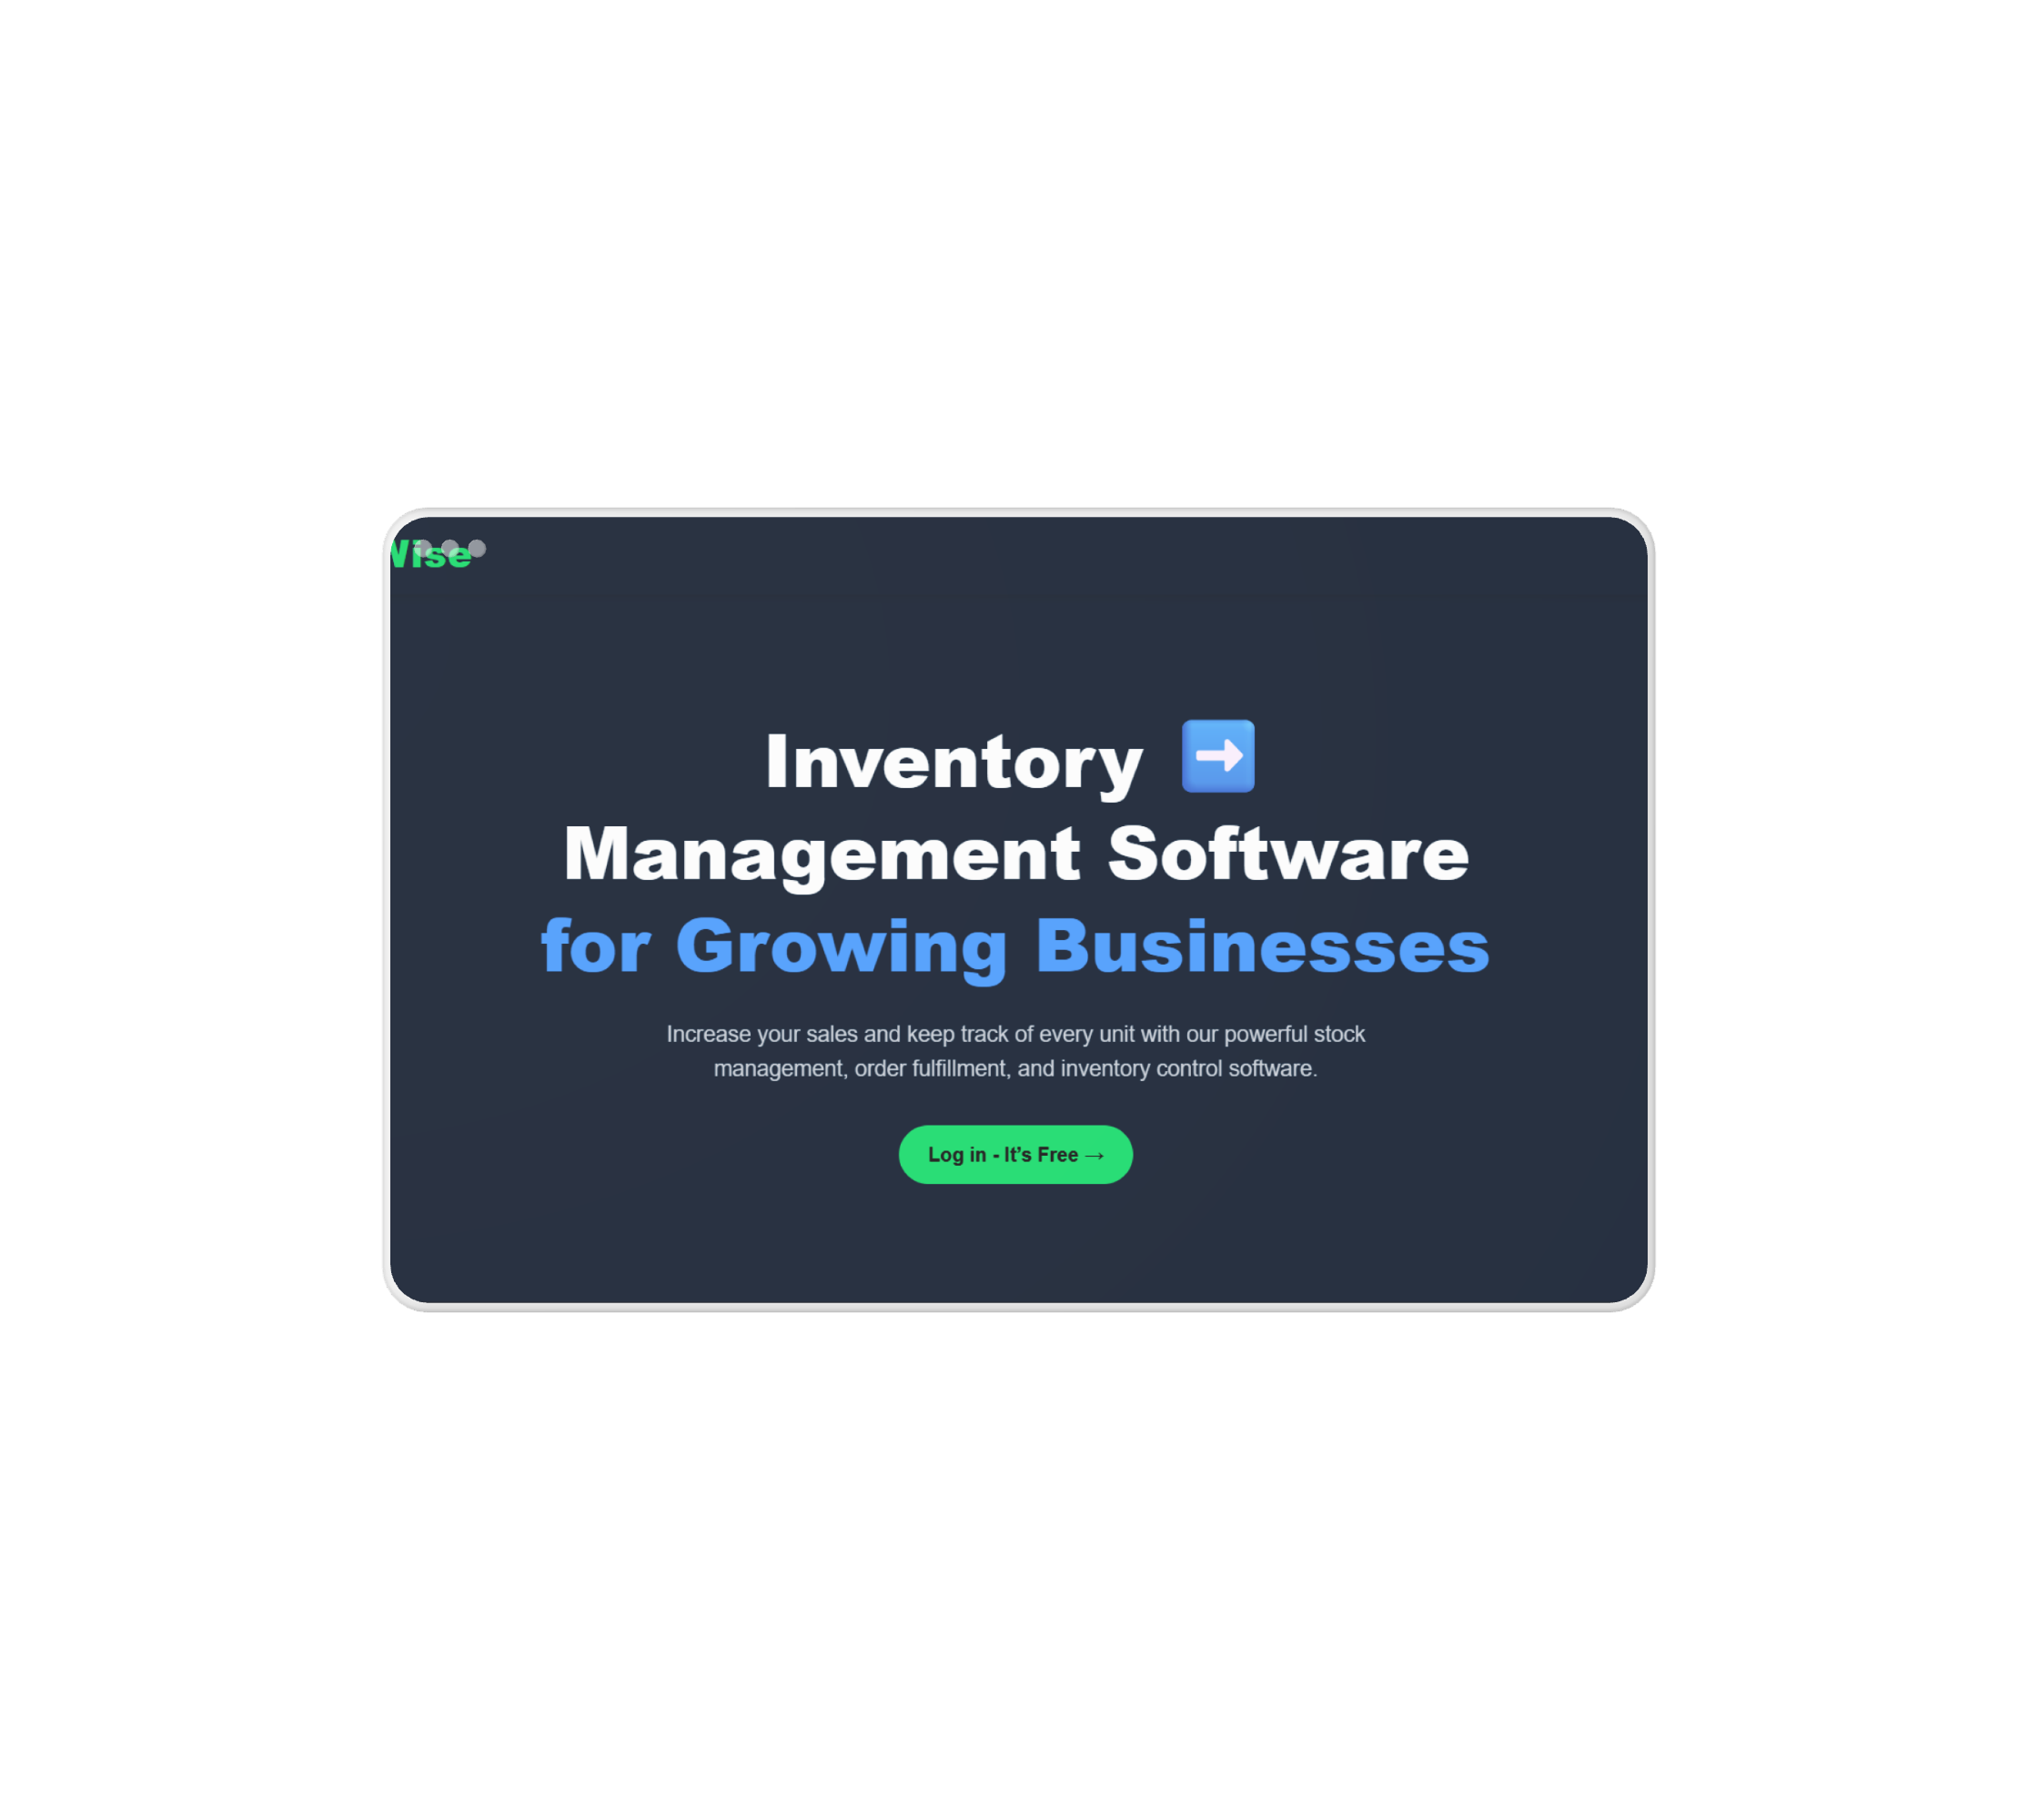 Wise
Inventory ➡️
Management Software
for Growing Businesses
Increase your sales and keep track of every unit with our powerful stock
management, order fulfillment, and inventory control software.
Log in - It’s Free →